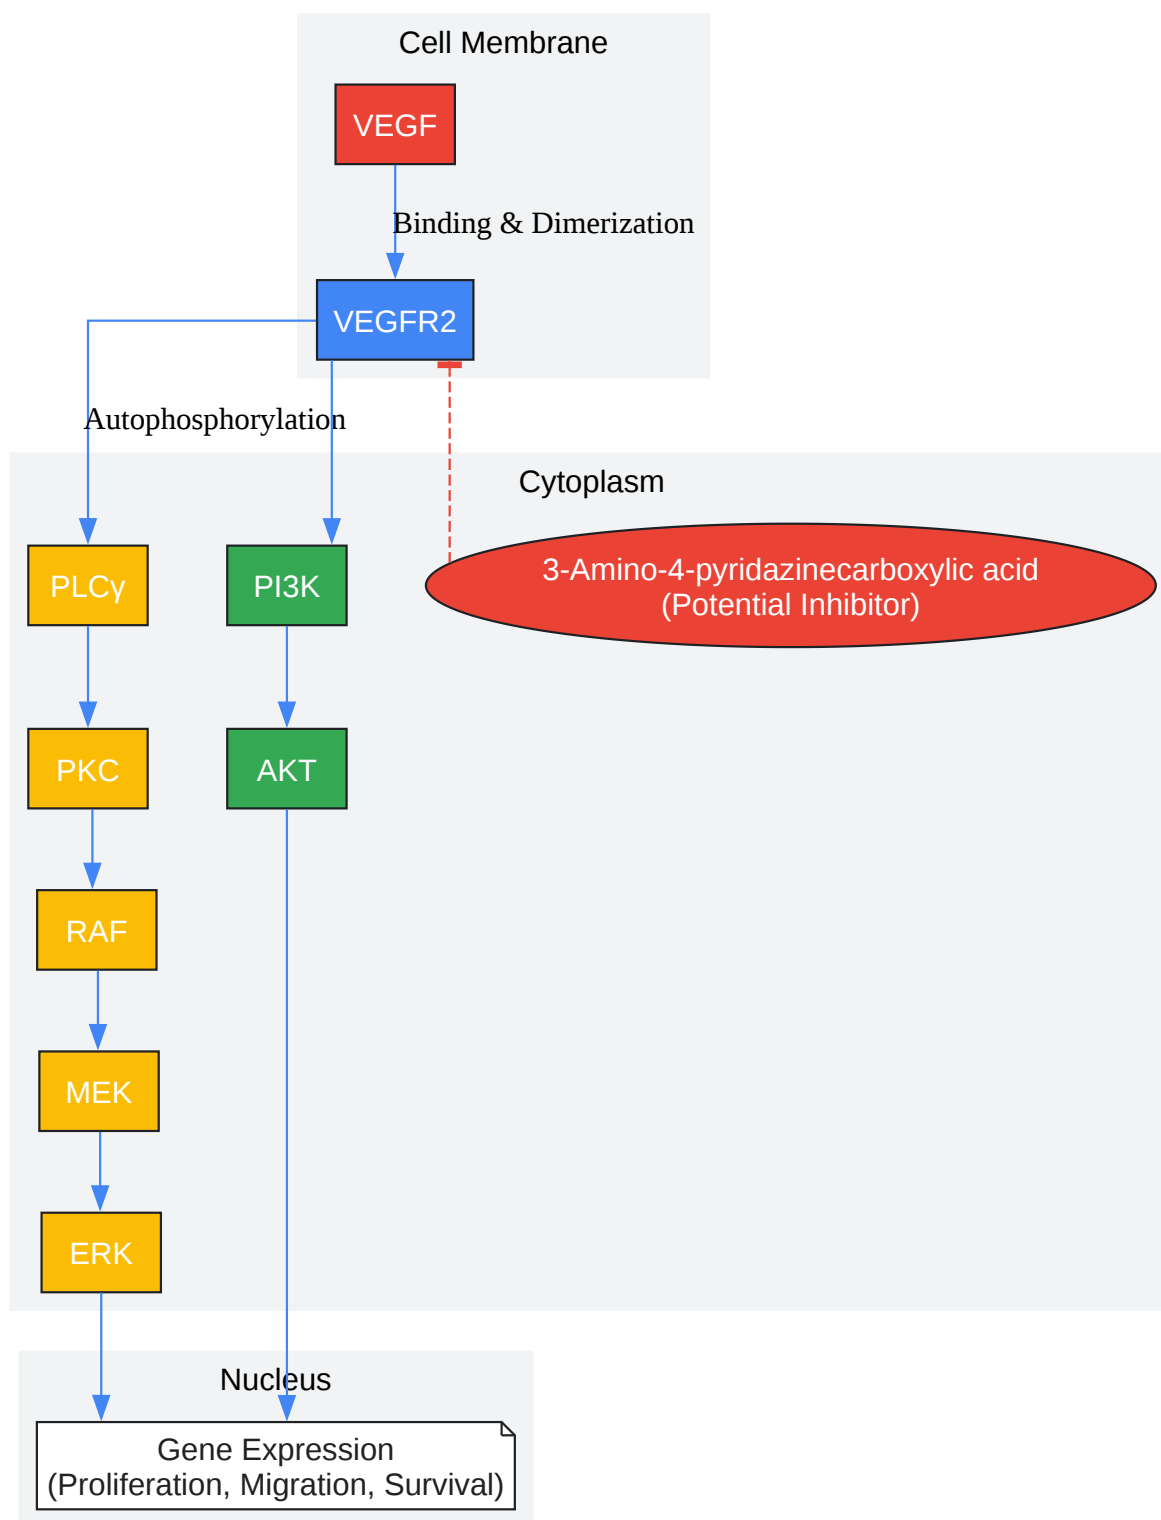 Cell Membrane
VEGF
Binding & Dimerization
VEGFR2
Autophosphorylation
Cytoplasm
PLCγ
PI3K
3-Amino-4-pyridazinecarboxylic acid
(Potential Inhibitor)
PKC
AKT
RAF
MEK
ERK
Nucleus
Gene Expression
(Proliferation, Migration, Survival)